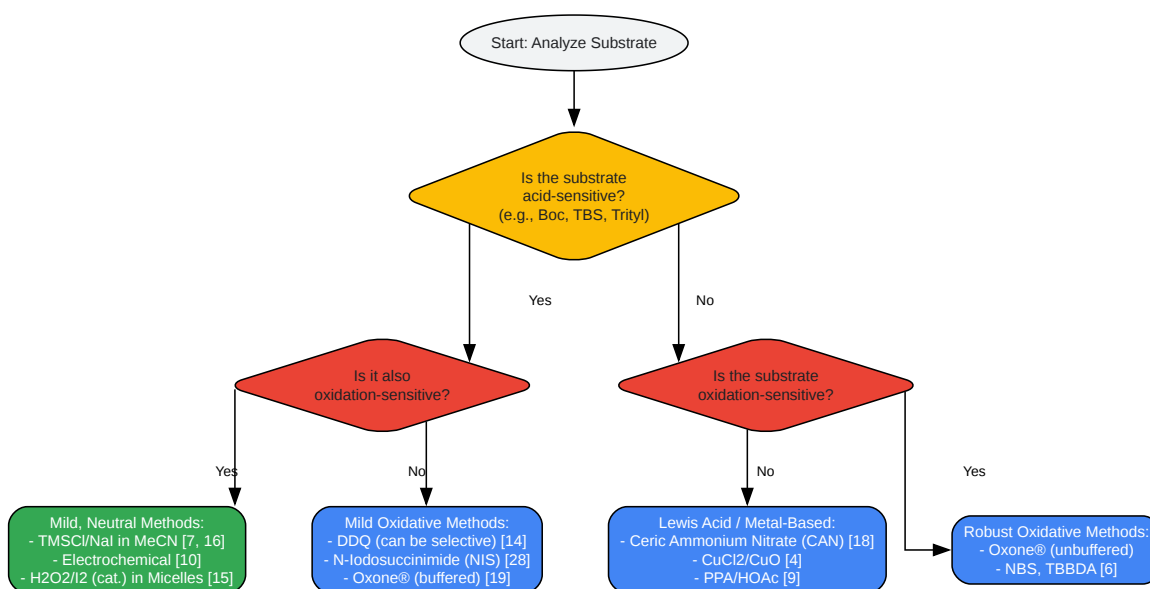 Start: Analyze Substrate
Is the substrate
acid-sensitive?
(e.g., Boc, TBS, Trityl)
Yes
No
Is it also
oxidation-sensitive?
Is the substrate
oxidation-sensitive?
Yes
No
No
Yes
Mild, Neutral Methods:
- TMSCl/NaI in MeCN [7, 16]
- Electrochemical [10]
- H2O2/I2 (cat.) in Micelles [15]
Mild Oxidative Methods:
- DDQ (can be selective) [14]
- N-Iodosuccinimide (NIS) [28]
- Oxone® (buffered) [19]
Lewis Acid / Metal-Based:
- Ceric Ammonium Nitrate (CAN) [18]
- CuCl2/CuO [4]
- PPA/HOAc [9]
Robust Oxidative Methods:
- Oxone® (unbuffered)
- NBS, TBBDA [6]